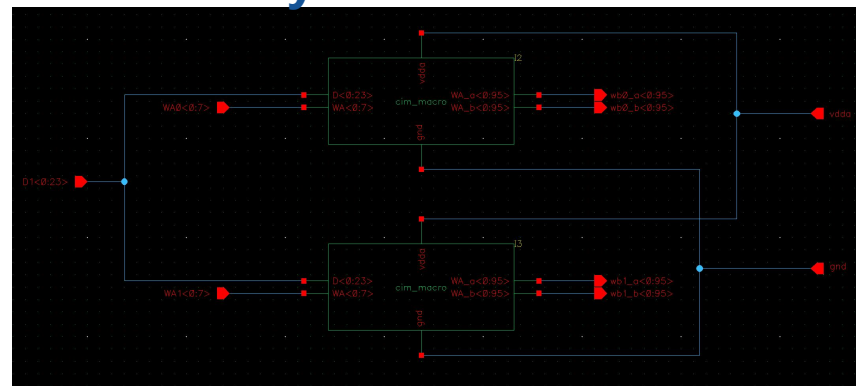 I2
vdda
D<0:23> WA_a<0:95> wb0_a<0:95>
WA0<0:7> WA<0:7> cim_macro WA_b<0:95> wb0_b<0:95>
gnd
vdda
D1<0:23>
I3
vdda
gnd
D<0:23> WA_a<0:95> wb1_a<0:95>
WA1<0:7> WA<0:7> cim_macro WA_b<0:95> wb1_b<0:95>
gnd